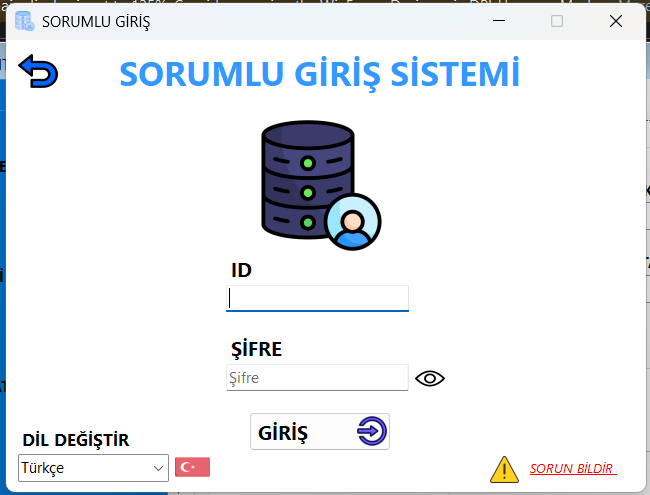 SORUMLU GİRİŞ
SORUMLU GİRİŞ SİSTEMİ
ID
ŞİFRE
Şifre
GİRİŞ
DİL DEĞİŞTİR
Türkçe
SORUN BİLDİR